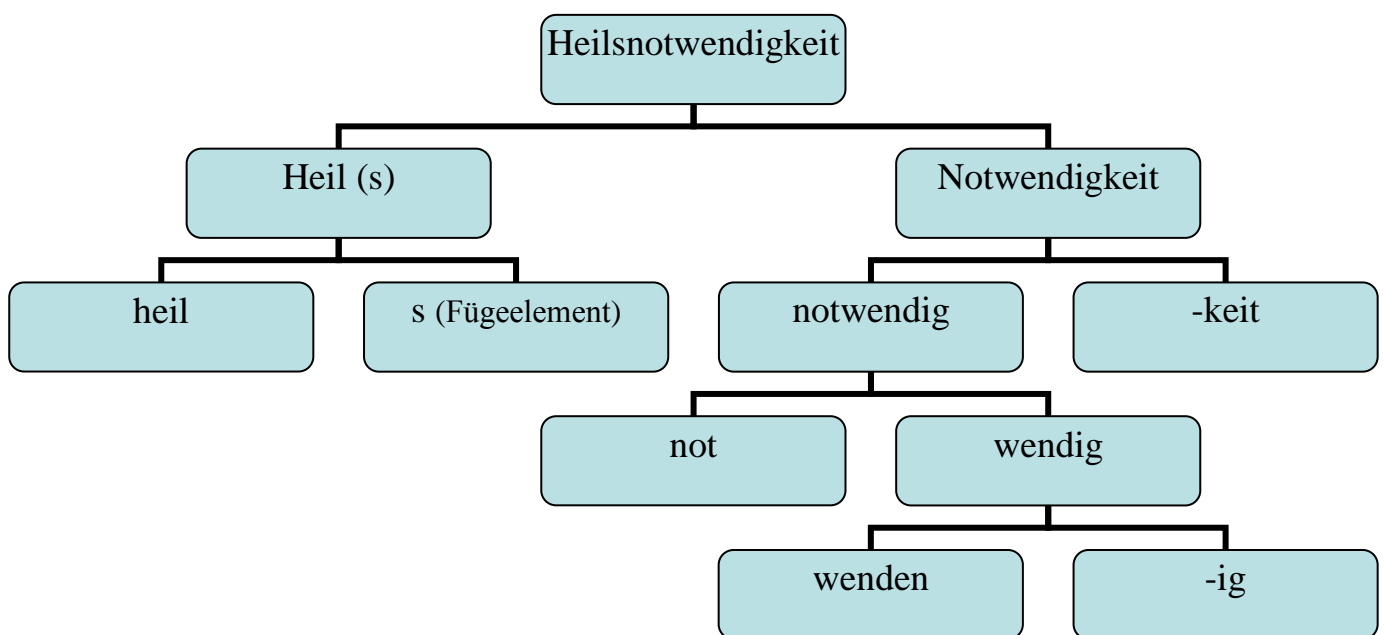 Heilsnotwendigkeit
Heil (s)
Notwendigkeit
heil
s (Fügeelement)
notwendig
-keit
not
wendig
wenden
-ig